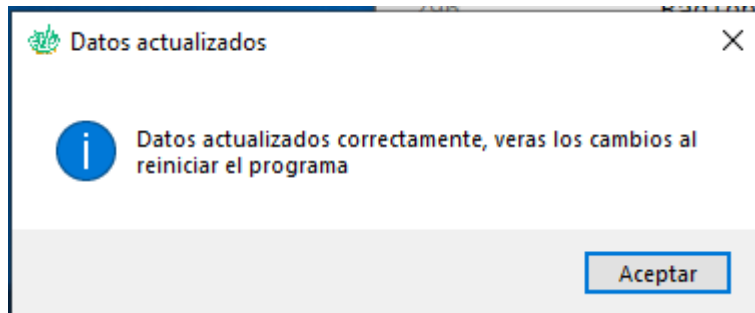 Datos actualizados
Datos actualizados correctamente, veras los cambios al
reiniciar el programa
Aceptar